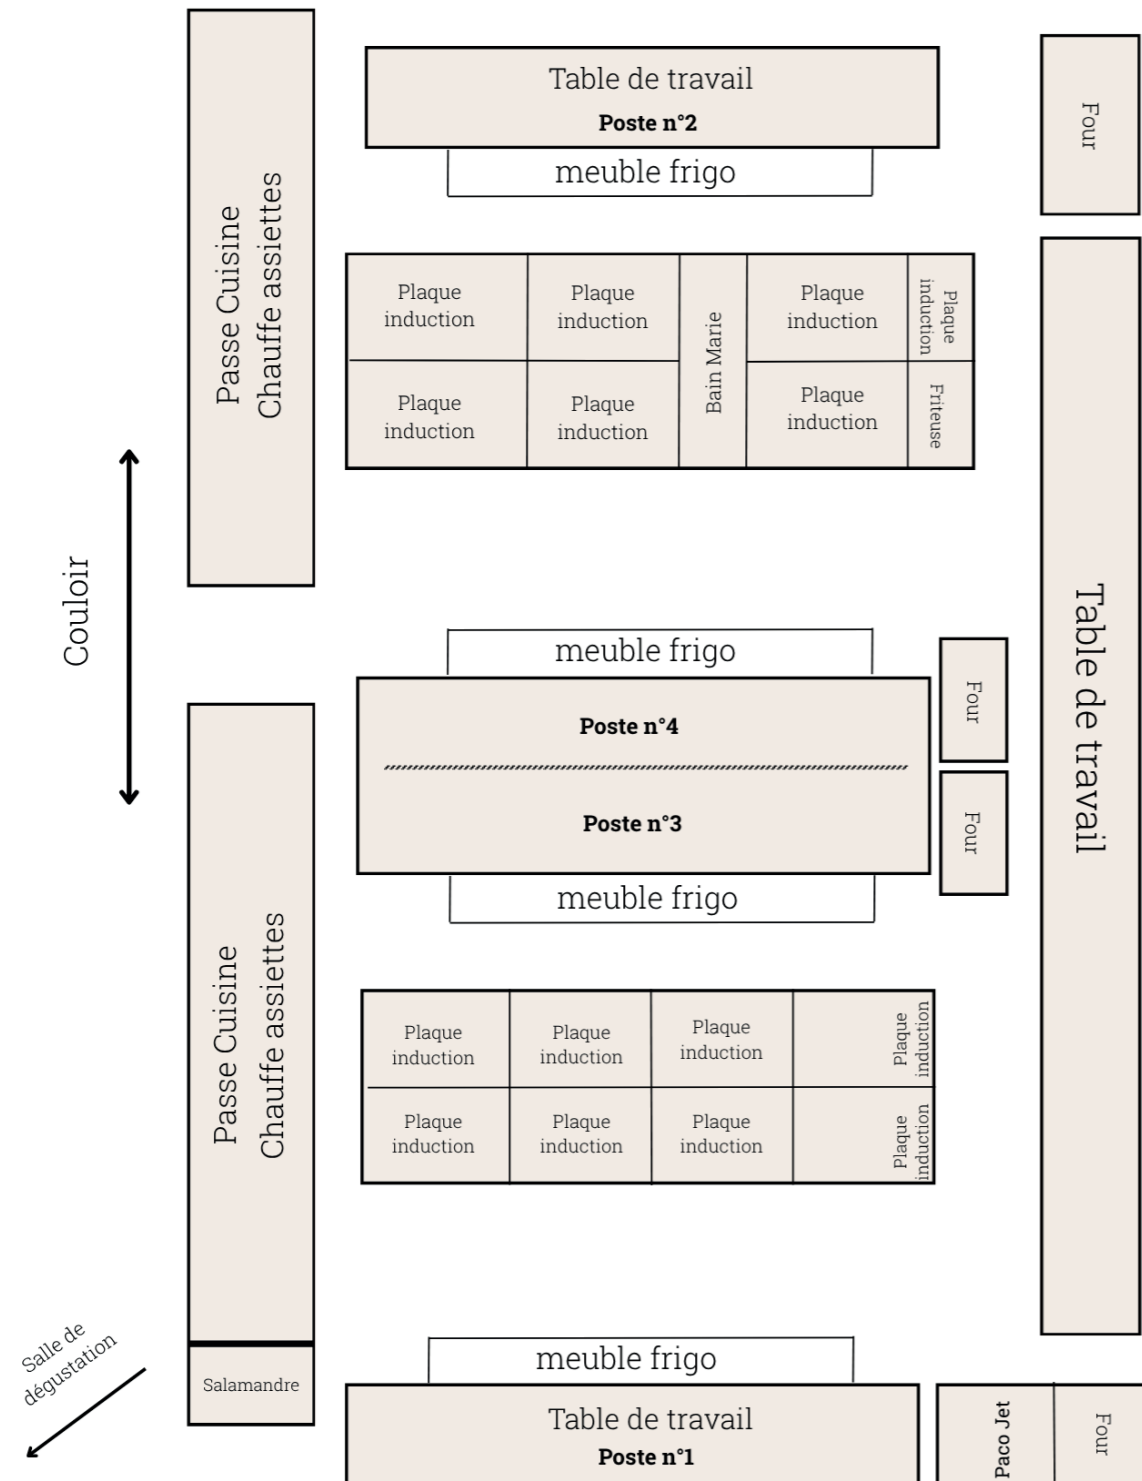 Table de travail
Poste n°2
meuble frigo
Four
Passe Cuisine
Chauffe assiettes
Plaque
induction
Plaque
induction
Bain Marie
Plaque
induction
Plaque
induction
Plaque
induction
Plaque
induction
Plaque
induction
Friteuse
Couloir
meuble frigo
Poste n°4
Poste n°3
meuble frigo
Four
Four
Table de travail
Passe Cuisine
Chauffe assiettes
Plaque
induction
Plaque
induction
Plaque
induction
Plaque
induction
Plaque
induction
Plaque
induction
Plaque
induction
Plaque
induction
Salle de
dégustation
Salamandre
meuble frigo
Table de travail
Poste n°1
Paco Jet
Four